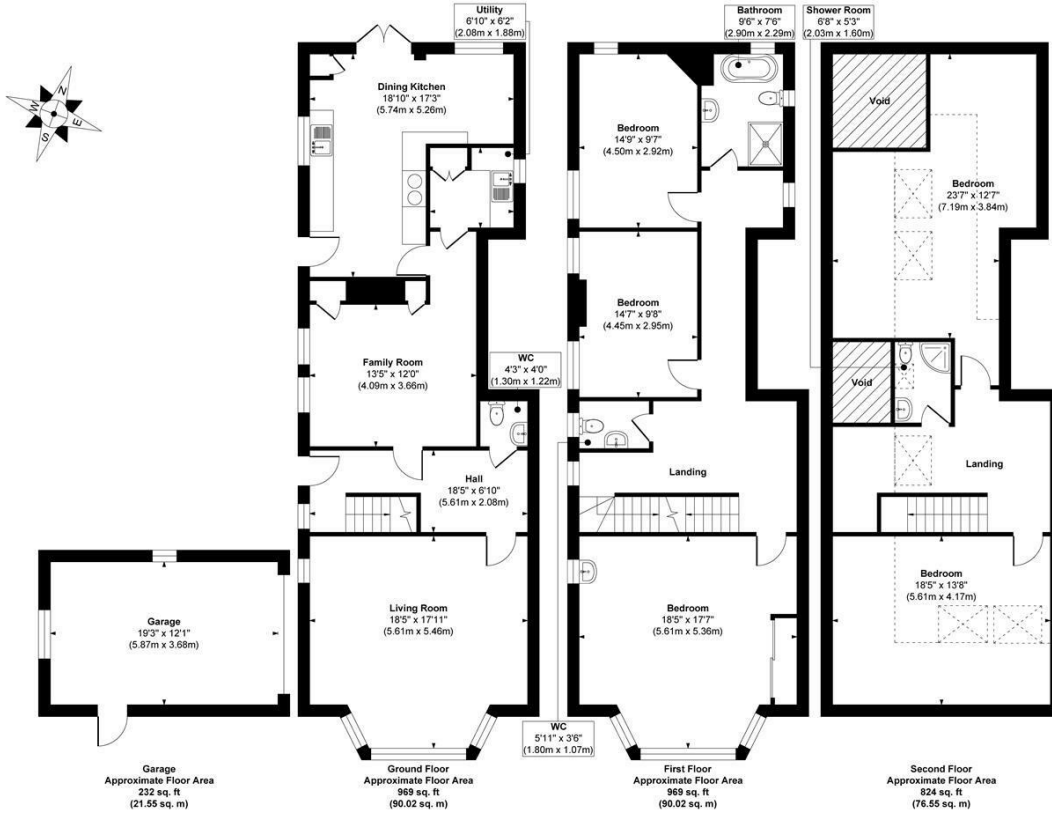 Utility
6'10" x 6'2"
(2.08m x 1.88m)
Bathroom
9'6" x 7'6"
(2.90m x 2.29m)
Shower Room
6'8" x 5'3"
(2.03m x 1.60m)
N
E
S
W
Dining Kitchen
18'10" x 17'3"
(5.74m x 5.26m)
Family Room
13'5" x 12'0"
(4.09m x 3.66m)
WC
4'3" x 4'0"
(1.30m x 1.22m)
Hall
18'5" x 6'10"
(5.61m x 2.08m)
Living Room
18'5" x 17'11"
(5.61m x 5.46m)
Garage
19'3" x 12'1"
(5.87m x 3.68m)
Bedroom
14'9" x 9'7"
(4.50m x 2.92m)
Bedroom
14'7" x 9'8"
(4.45m x 2.95m)
Landing
Bedroom
18'5" x 17'7"
(5.61m x 5.36m)
WC
5'11" x 3'6"
(1.80m x 1.07m)
Void
Bedroom
23'7" x 12'7"
(7.19m x 3.84m)
Void
Landing
Bedroom
18'5" x 13'8"
(5.61m x 4.17m)
Garage
Approximate Floor Area
232 sq. ft
(21.55 sq. m)
Ground Floor
Approximate Floor Area
969 sq. ft
(90.02 sq. m)
First Floor
Approximate Floor Area
969 sq. ft
(90.02 sq. m)
Second Floor
Approximate Floor Area
824 sq. ft
(76.55 sq. m)